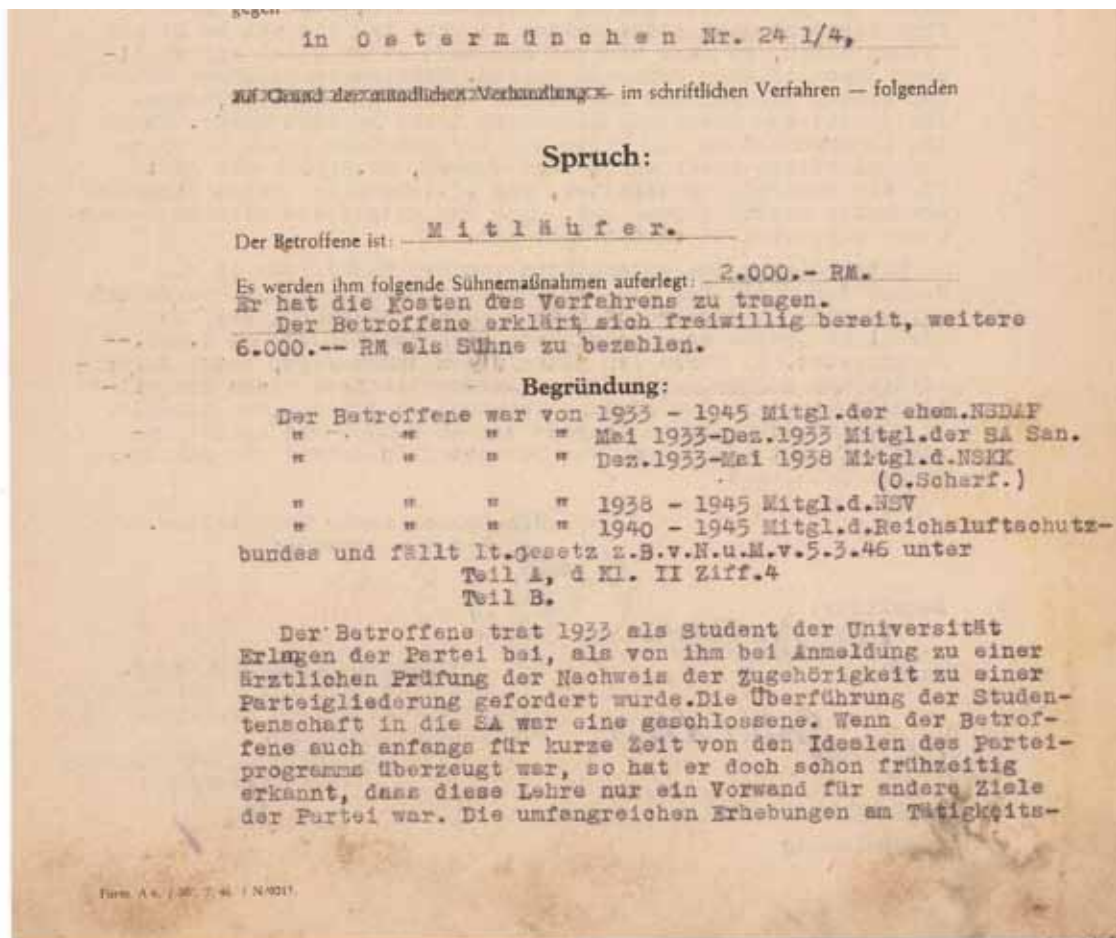 gegen
in O s t e r m ü n c h e n Nr. 24 1/4,
Auf Grund der mündlichen Verhandlung — im schriftlichen Verfahren — folgenden
Spruch:
Der Betroffene ist: M i t l ä u f e r.
Es werden ihm folgende Sühnemaßnahmen auferlegt: 2.000.- RM.
Er hat die Kosten des Verfahrens zu tragen.
Der Betroffene erklärt sich freiwillig bereit, weitere
6.000.-- RM als Sühne zu bezahlen.
Begründung:
Der Betroffene war von 1933 - 1945 Mitgl.der ehem.NSDAP
" " " " Mai 1933-Dez.1933 Mitgl.der SA San.
" " " " Dez.1933-Mai 1938 Mitgl.d.NSKK
(O.Scharf.)
" " " " 1938 - 1945 Mitgl.d.NSV
" " " " 1940 - 1945 Mitgl.d.Reichsluftschutz-
bundes und fällt lt.gesetz z.B.v.N.u.M.v.5.3.46 unter
Teil A, d Kl. II Ziff.4
Teil B.
Der Betroffene trat 1933 als Student der Universität
Erlagen der Partei bei, als von ihm bei Anmeldung zu einer
Ärztlichen Prüfung der Nachweis der Zugehörigkeit zu einer
Parteigliederung gefordert wurde.Die Überführung der Studen-
tenschaft in die SA war eine geschlossene. Wenn der Betrof-
fene auch anfangs für kurze Zeit von den Idealen des Partei-
programms überzeugt war, so hat er doch schon frühzeitig
erkannt, dass diese Lehre nur ein Vorwand für andere Ziele
der Partei war. Die umfangreichen Erhebungen am Tätigkeits-
Form. A